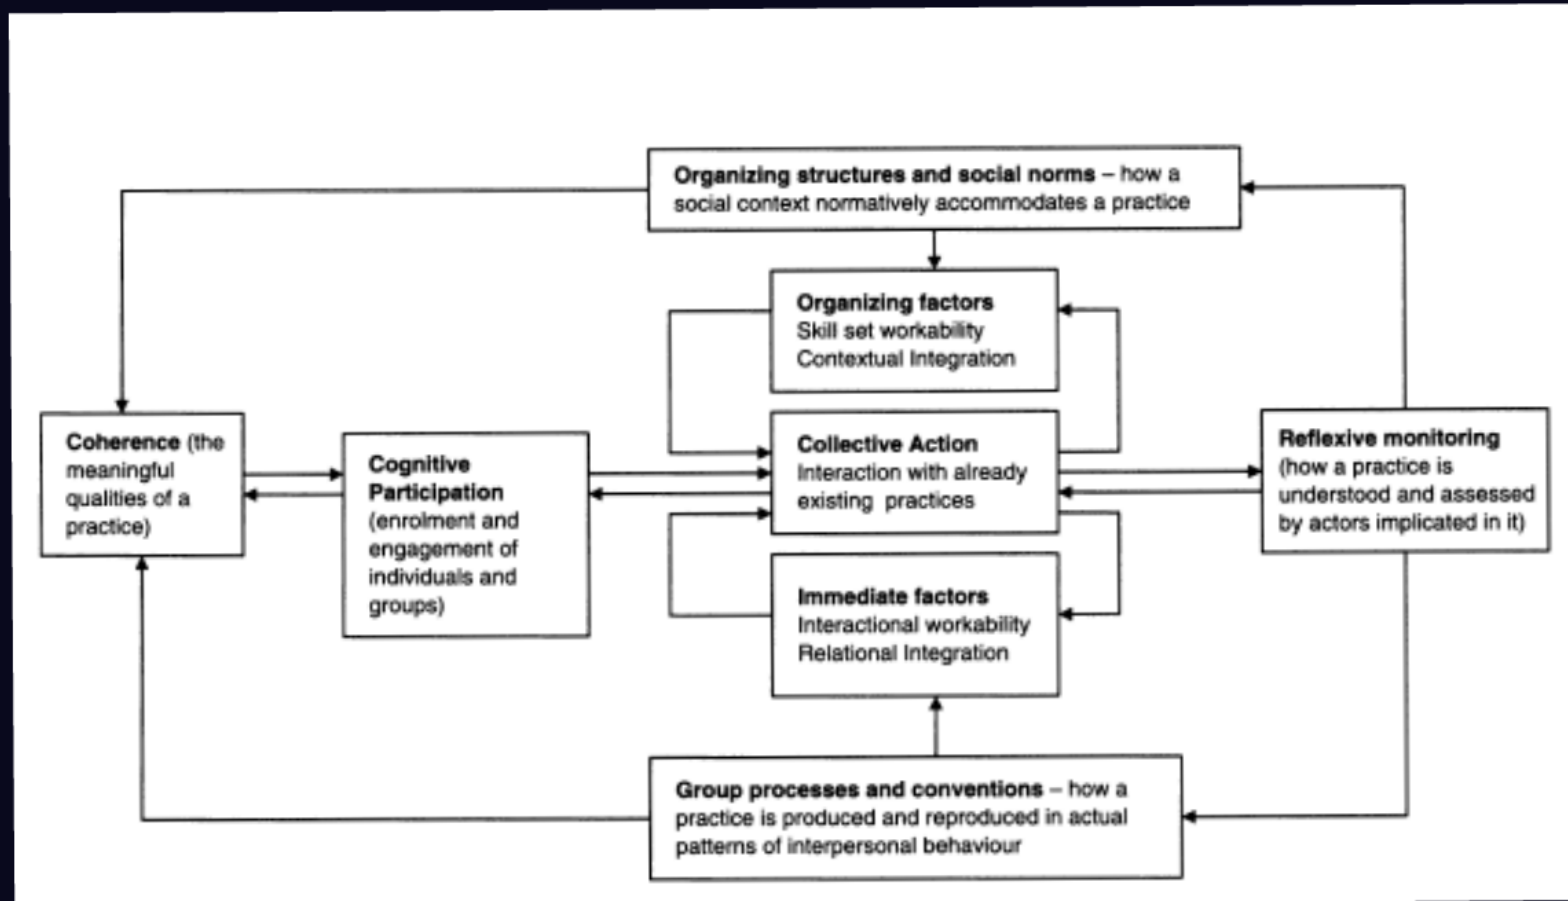 Organizing structures and social norms – how a
social context normatively accommodates a practice
Organizing factors
Skill set workability
Contextual Integration
Coherence (the
meaningful
qualities of a
practice)
Cognitive
Participation
(enrolment and
engagement of
individuals and
groups)
Collective Action
Interaction with already
existing practices
Reflexive monitoring
(how a practice is
understood and assessed
by actors implicated in it)
Immediate factors
Interactional workability
Relational Integration
Group processes and conventions – how a
practice is produced and reproduced in actual
patterns of interpersonal behaviour